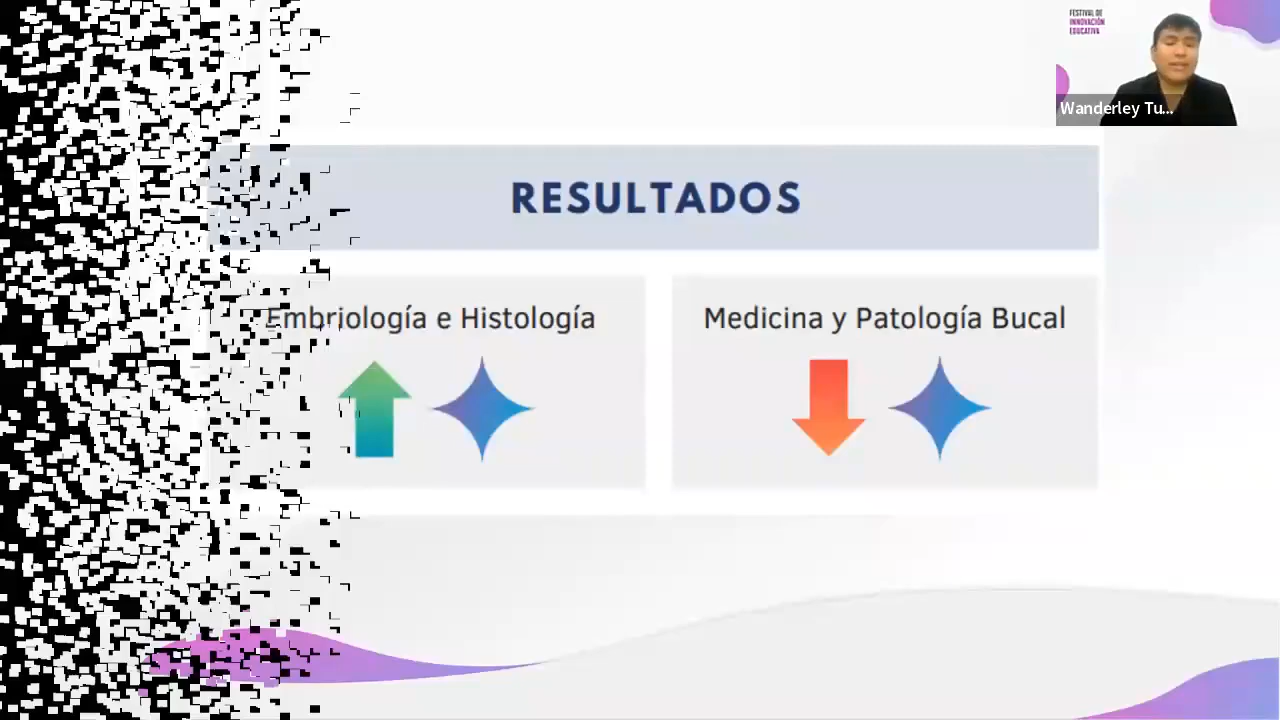 FESTIVAL DE
INNOVACIÓN
EDUCATIVA
Wanderley Tu...
RESULTADOS
Embriología e Histología
Medicina y Patología Bucal